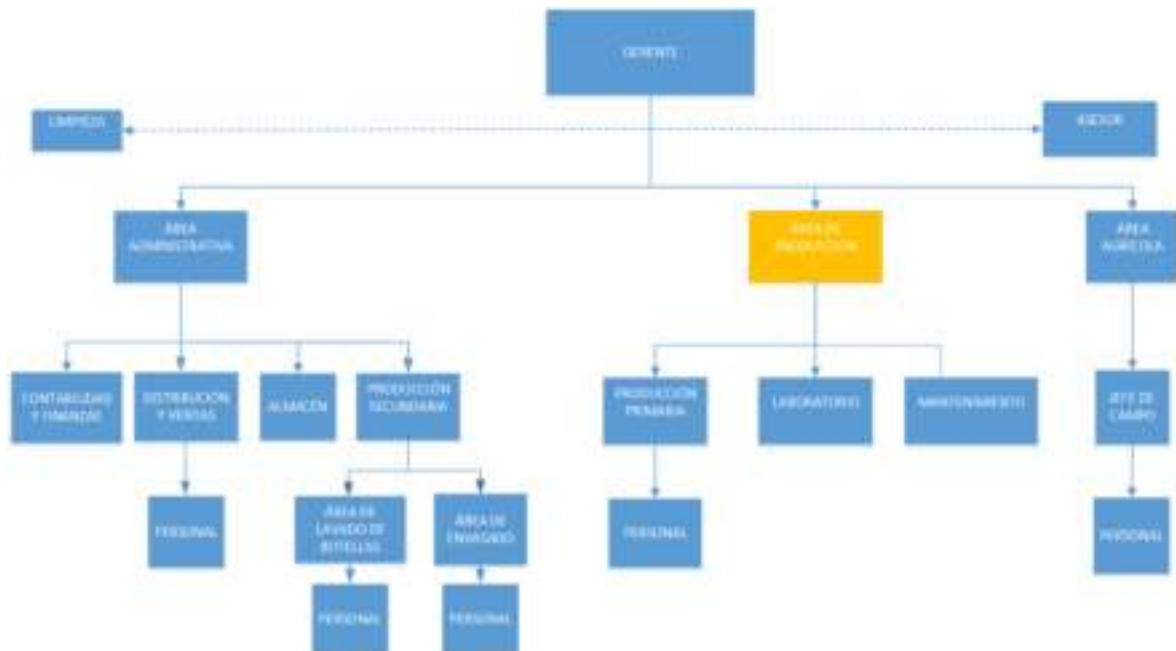 GERENTE
LIMPIEZA
ASESOR
ÁREA
ADMINISTRATIVA
ÁREA DE
PRODUCCIÓN
ÁREA
AGRÍCOLA
CONTABILIDAD
Y FINANZAS
DISTRIBUCIÓN
Y VENTAS
ALMACÉN
PRODUCCIÓN
SECUNDARIA
PRODUCCIÓN
PRIMARIA
LABORATORIO
MANTENIMIENTO
JEFE DE
CAMPO
PERSONAL
ÁREA DE
LAVADO DE
BOTELLAS
ÁREA DE
ENVASADO
PERSONAL
PERSONAL
PERSONAL
PERSONAL